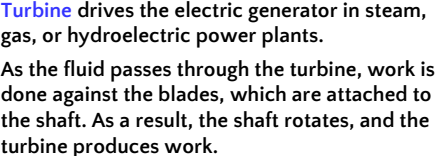 Turbine drives the electric generator in steam,
gas, or hydroelectric power plants.
As the fluid passes through the turbine, work is
done against the blades, which are attached to
the shaft. As a result, the shaft rotates, and the
turbine produces work.